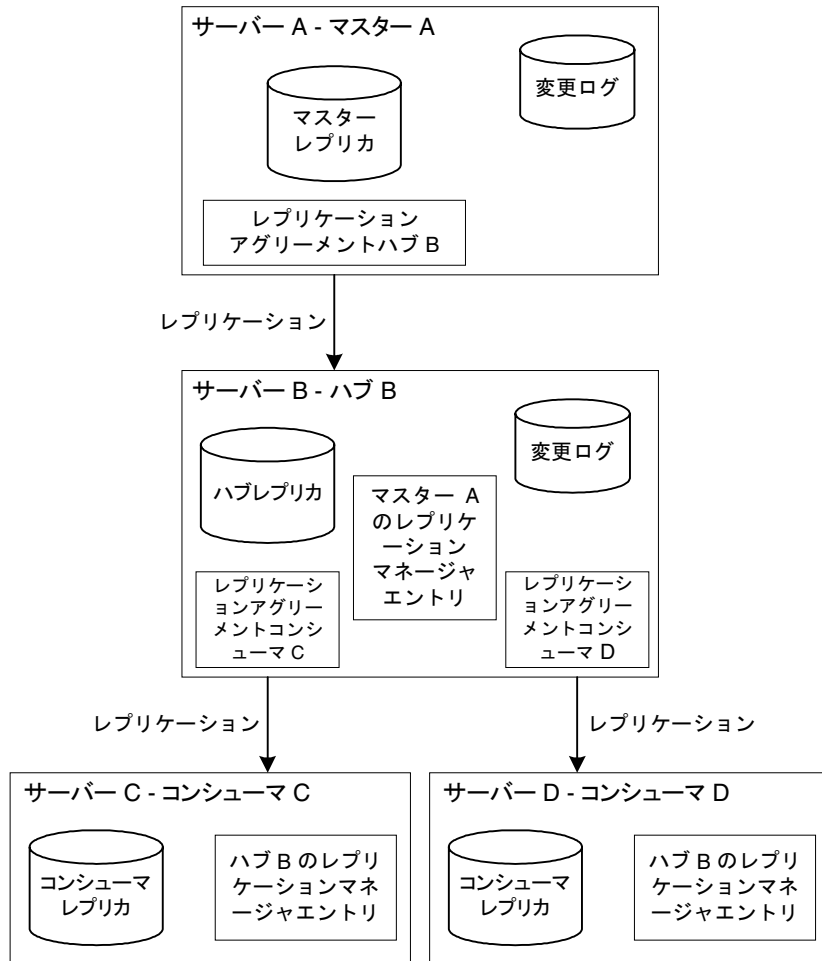 サーバー A - マスター A
変更ログ
マスター
レプリカ
レプリケーション
アグリーメントハブ B
レプリケーション
サーバー B - ハブ B
変更ログ
ハブレプリカ
マスター A
のレプリケ
ーション
マネージャ
エントリ
レプリケーシ
ョンアグリー
メントコンシ
ューマ C
レプリケーシ
ョンアグリー
メントコンシ
ューマ D
レプリケーション
レプリケーション
サーバー C - コンシューマ C
コンシューマ
レプリカ
ハブ B のレプリ
ケーションマネ
ージャエントリ
サーバー D - コンシューマ D
コンシューマ
レプリカ
ハブ B のレプリ
ケーションマネ
ージャエントリ